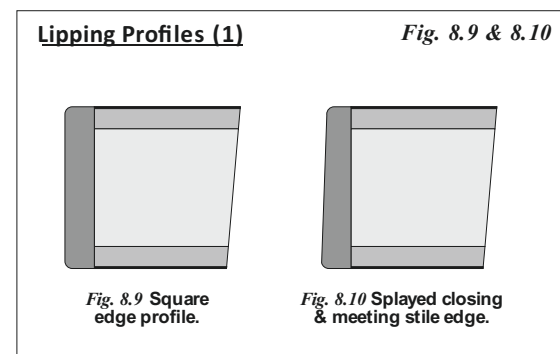 Lipping Profiles (1)
Fig. 8.9 & 8.10
Fig. 8.9 Square
edge profile.
Fig. 8.10 Splayed closing
& meeting stile edge.